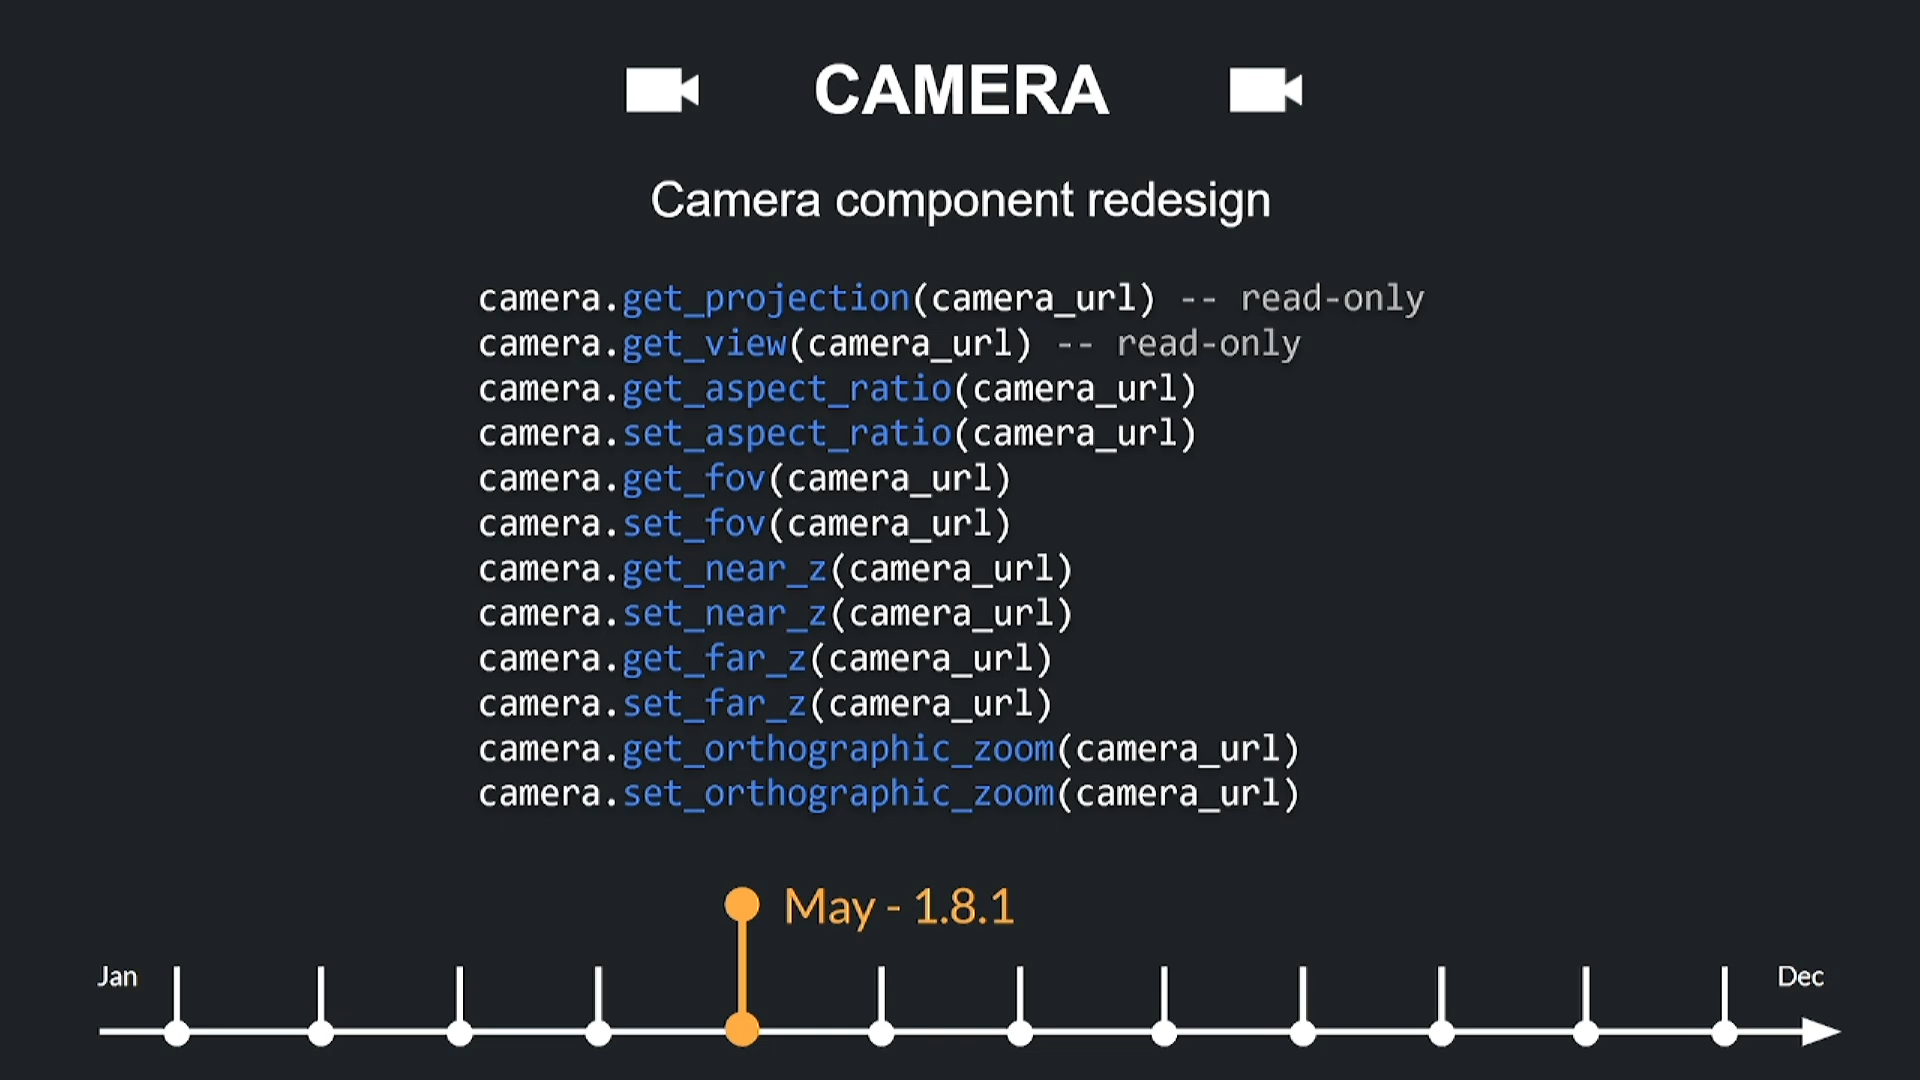 CAMERA
Camera component redesign
camera.get_projection(camera_url) -- read-only
camera.get_view(camera_url) -- read-only
camera.get_aspect_ratio(camera_url)
camera.set_aspect_ratio(camera_url)
camera.get_fov(camera_url)
camera.set_fov(camera_url)
camera.get_near_z(camera_url)
camera.set_near_z(camera_url)
camera.get_far_z(camera_url)
camera.set_far_z(camera_url)
camera.get_orthographic_zoom(camera_url)
camera.set_orthographic_zoom(camera_url)
May - 1.8.1
Jan
Dec